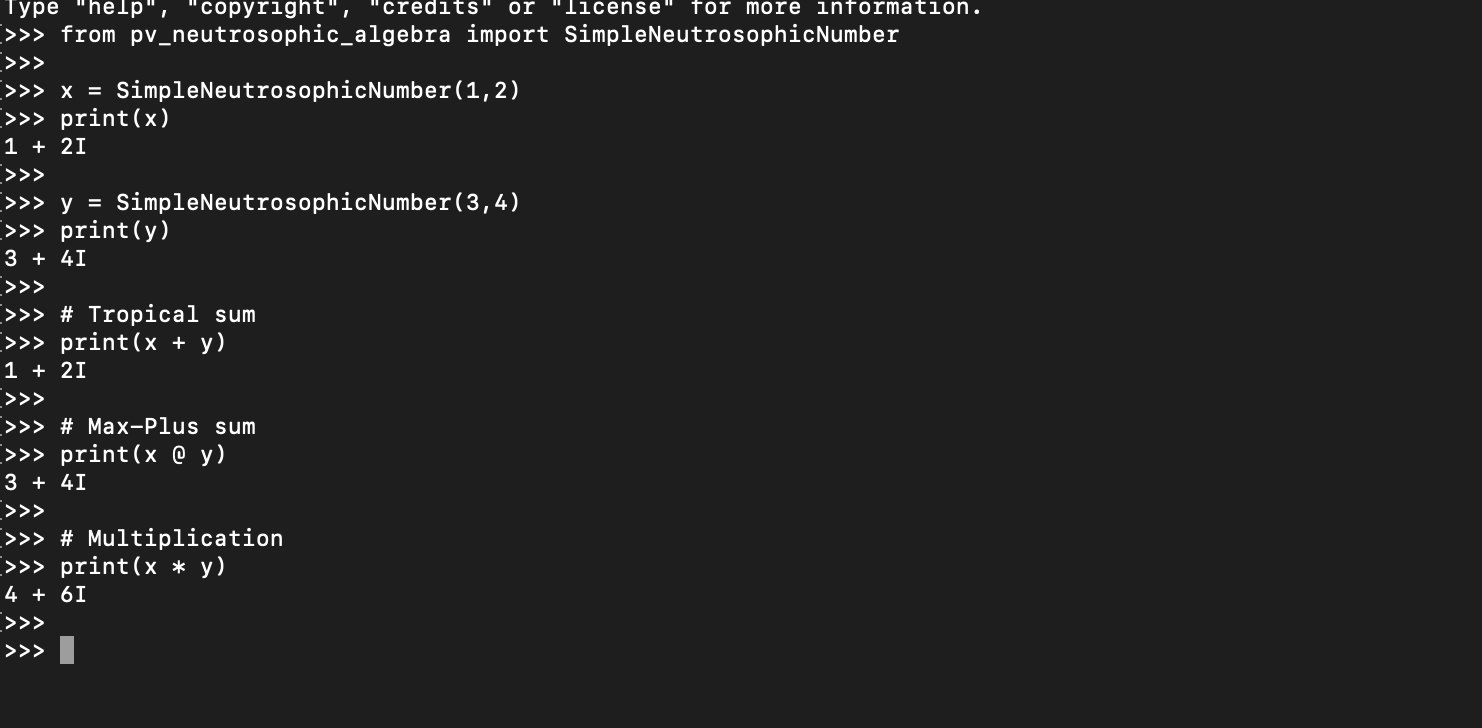 Type "help", "copyright", "credits" or "license" for more information.
>>> from pv_neutrosophic_algebra import SimpleNeutrosophicNumber
>>>
>>> x = SimpleNeutrosophicNumber(1,2)
>>> print(x)
1 + 2I
>>>
>>> y = SimpleNeutrosophicNumber(3,4)
>>> print(y)
3 + 4I
>>>
>>> # Tropical sum
>>> print(x + y)
1 + 2I
>>>
>>> # Max-Plus sum
>>> print(x @ y)
3 + 4I
>>>
>>> # Multiplication
>>> print(x * y)
4 + 6I
>>>
>>>